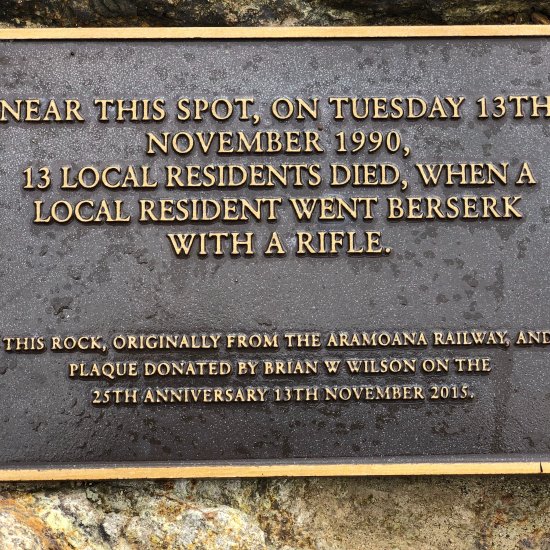 NEAR THIS SPOT, ON TUESDAY 13TH
NOVEMBER 1990,
13 LOCAL RESIDENTS DIED, WHEN A
LOCAL RESIDENT WENT BERSERK
WITH A RIFLE.
THIS ROCK, ORIGINALLY FROM THE ARAMOANA RAILWAY, AND
PLAQUE DONATED BY BRIAN W WILSON ON THE
25TH ANNIVERSARY 13TH NOVEMBER 2015.